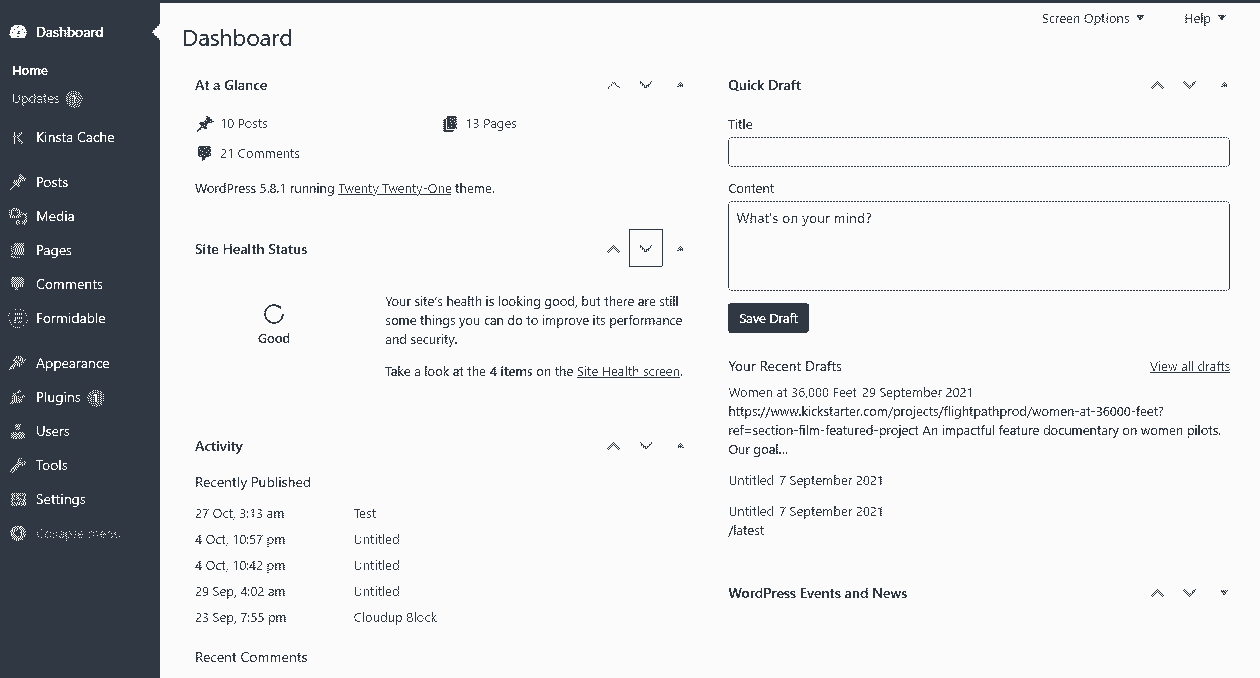 Dashboard
Home
Updates 1
Kinsta Cache
Posts
Media
Pages
Comments
Formidable
Appearance
Plugins 1
Users
Tools
Settings
Collapse menu
Screen Options
Help
Dashboard
At a Glance
10 Posts
13 Pages
21 Comments
WordPress 5.8.1 running Twenty Twenty-One theme.
Site Health Status
Good
Your site's health is looking good, but there are still
some things you can do to improve its performance
and security.
Take a look at the 4 items on the Site Health screen.
Activity
Recently Published
27 Oct, 3:13 am Test
4 Oct, 10:57 pm Untitled
4 Oct, 10:42 pm Untitled
29 Sep, 4:02 am Untitled
23 Sep, 7:55 pm Cloudup Block
Recent Comments
Quick Draft
Title
Content
What's on your mind?
Save Draft
Your Recent Drafts
View all drafts
Women at 36,000 Feet 29 September 2021
https://www.kickstarter.com/projects/flightpathprod/women-at-36000-feet?
ref=section-film-featured-project An impactful feature documentary on women pilots.
Our goal…
Untitled 7 September 2021
Untitled 7 September 2021
/latest
WordPress Events and News